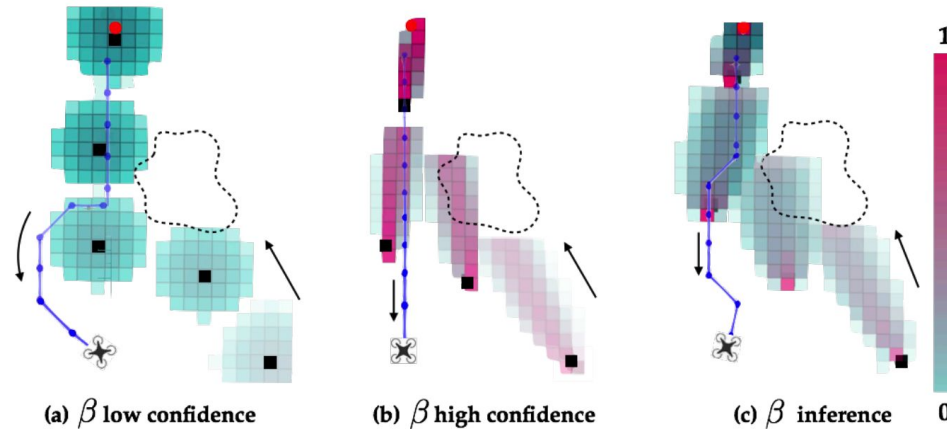 1
0
(a) β low confidence
(b) β high confidence
(c) β inference